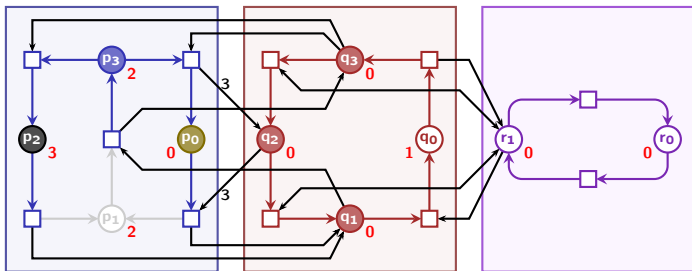 p₃ 2 q₃ 0
3
p₂ 3 p₀ 0 q₂ 0 q₀ 1 r₁ 0 r₀ 0
3
p₁ 2 q₁ 0